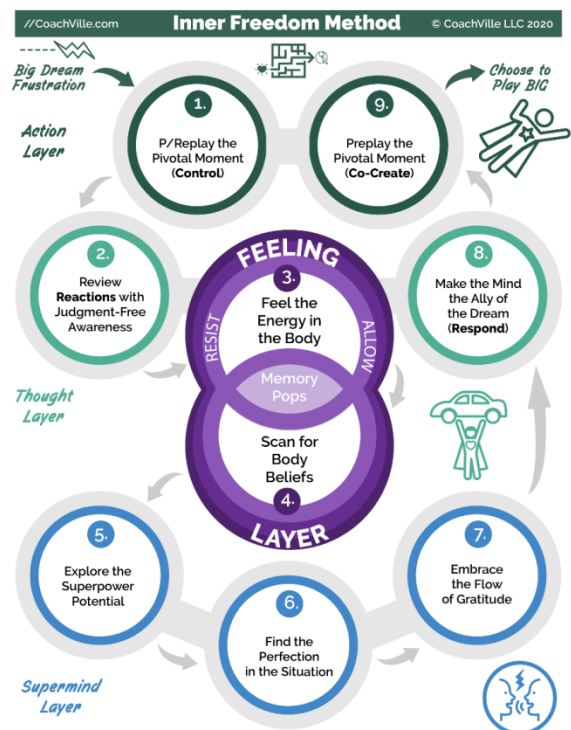 //CoachVille.com Inner Freedom Method © CoachVille LLC 2020
Big Dream
Frustration
Choose to
Play BIG
Action
Layer
1.
P/Replay the
Pivotal Moment
(Control)
9.
Preplay the
Pivotal Moment
(Co-Create)
2.
Review
Reactions with
Judgment-Free
Awareness
FEELING
3.
Feel the
Energy in
the Body
RESIST
ALLOW
Memory
Pops
Scan for
Body
Beliefs
4.
LAYER
8.
Make the Mind
the Ally of
the Dream
(Respond)
Thought
Layer
5.
Explore the
Superpower
Potential
6.
Find the
Perfection
in the Situation
7.
Embrace
the Flow
of Gratitude
Supermind
Layer